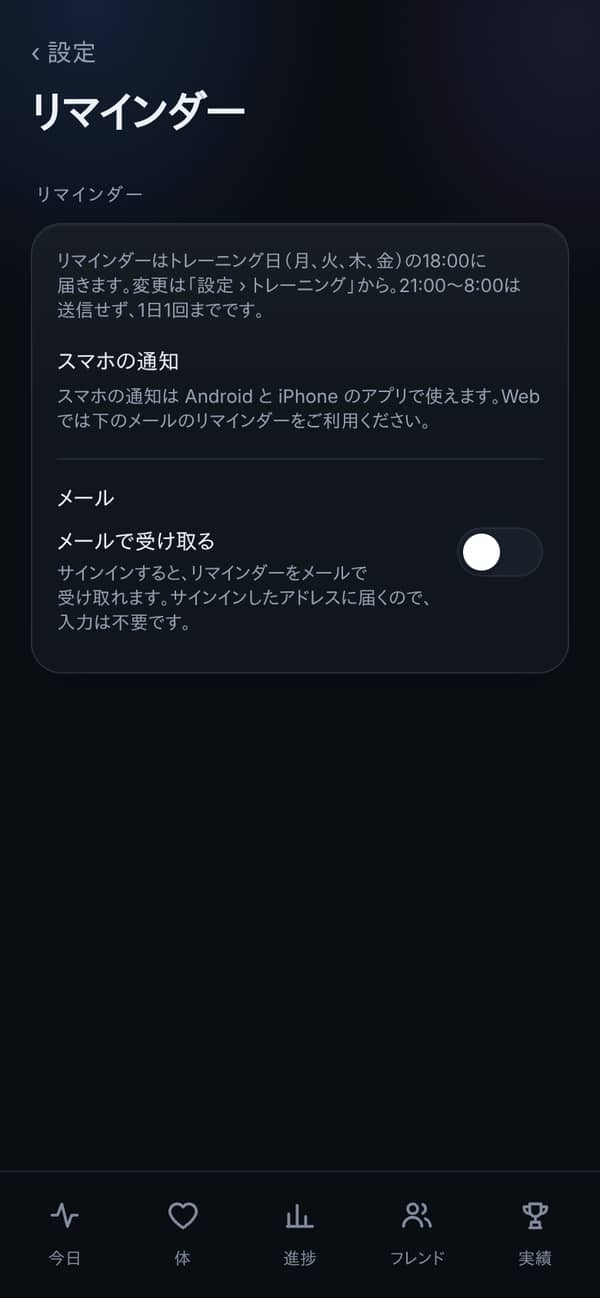 ‹ 設定
リマインダー
リマインダー
リマインダーはトレーニング日(月、火、木、金)の18:00に
届きます。変更は「設定 › トレーニング」から。21:00〜8:00は
送信せず、1日1回までです。
スマホの通知
スマホの通知は Android と iPhone のアプリで使えます。Web
では下のメールのリマインダーをご利用ください。
メール
メールで受け取る
サインインすると、リマインダーをメールで
受け取れます。サインインしたアドレスに届くので、
入力は不要です。
今日
体
進捗
フレンド
実績